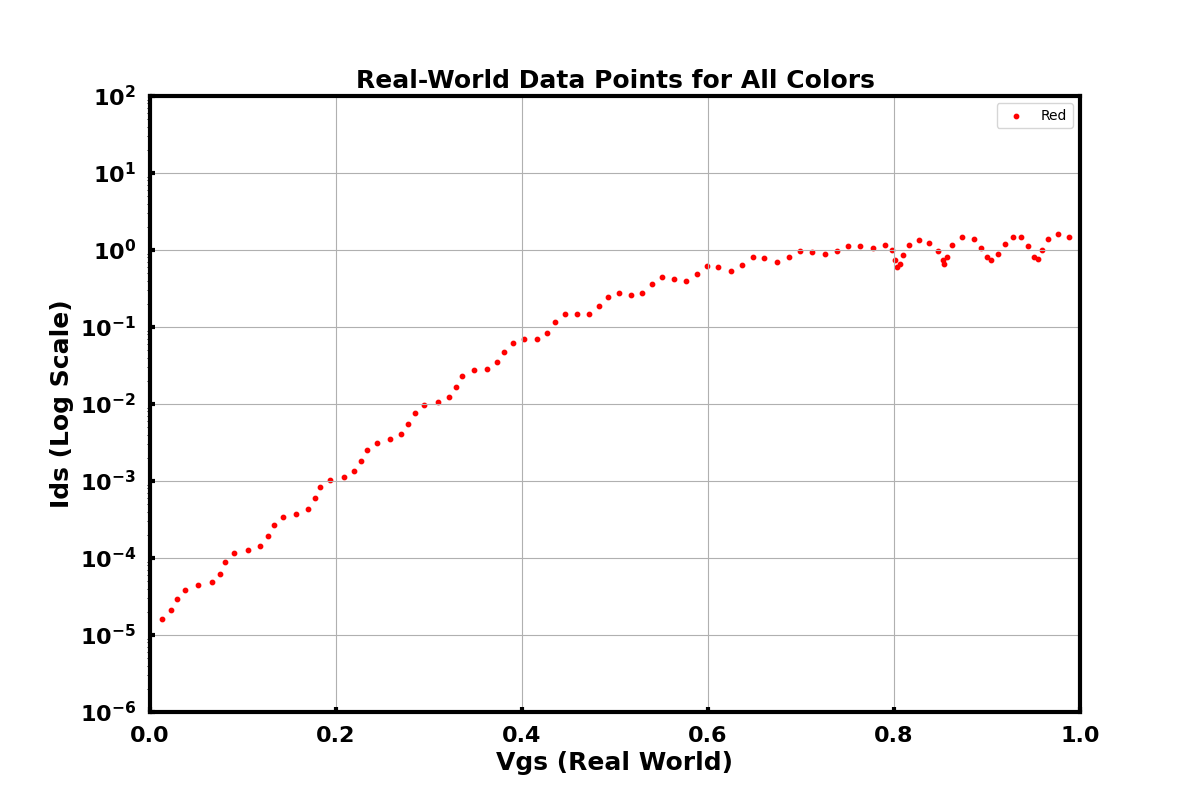 Real-World Data Points for All Colors
10²
Red
10¹
10⁰
10⁻¹
10⁻²
10⁻³
10⁻⁴
10⁻⁵
10⁻⁶
Ids (Log Scale)
0.0 0.2 0.4 0.6 0.8 1.0
Vgs (Real World)